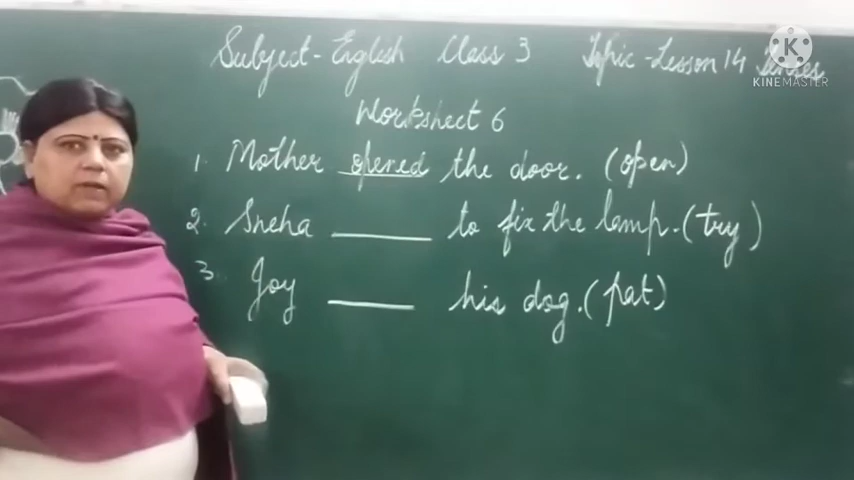 Subject - English Class 3 Topic - Lesson 14 Tenses
KINEMASTER
Worksheet 6
1. Mother opened the door. (open)
2. Sneha ______ to fix the lamp. (try)
3. Joy ______ his dog. (pat)